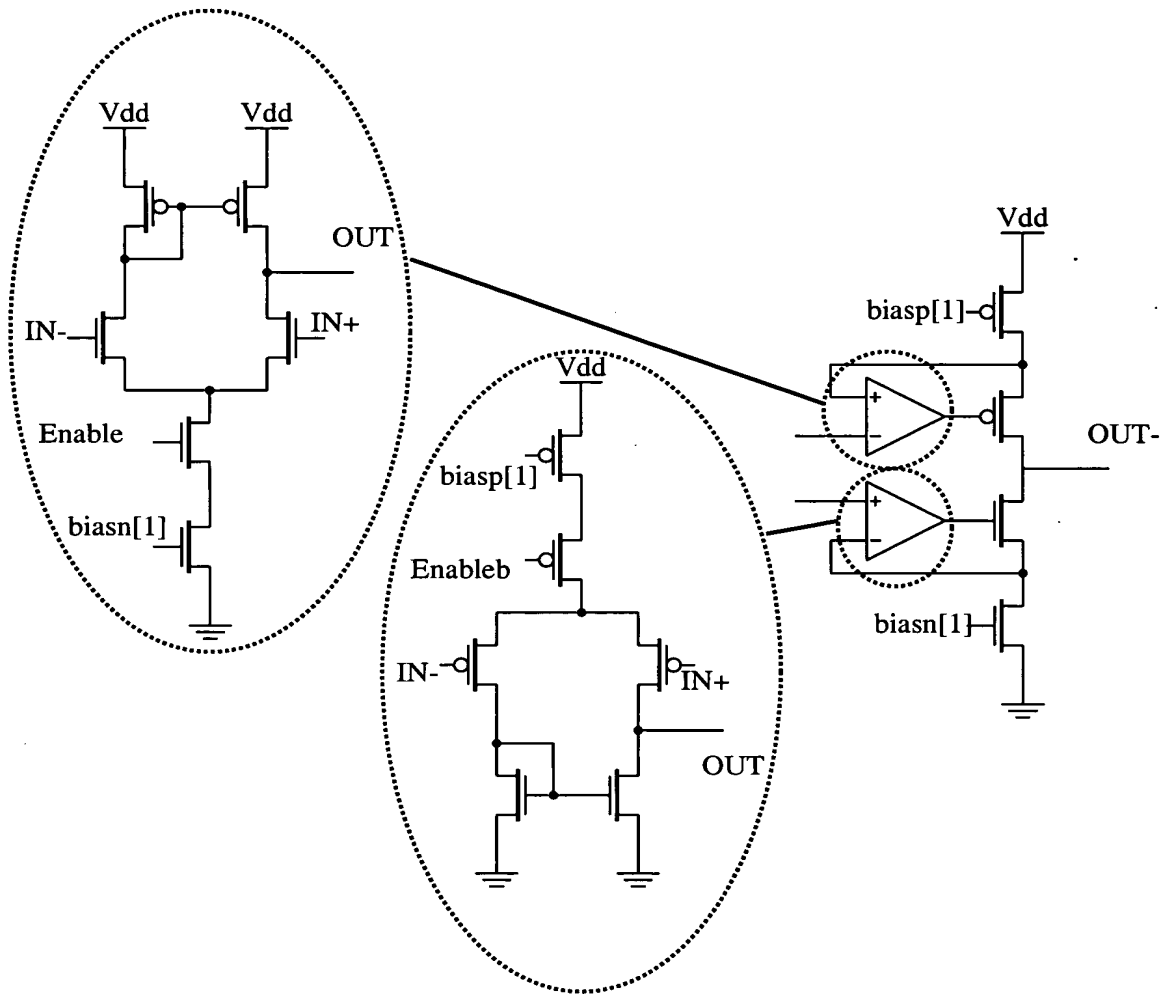 Vdd
Vdd
OUT
IN-
IN+
Enable
biasn[1]
Vdd
biasp[1]
Enableb
IN-
IN+
OUT
Vdd
biasp[1]
+
-
OUT-
+
-
biasn[1]